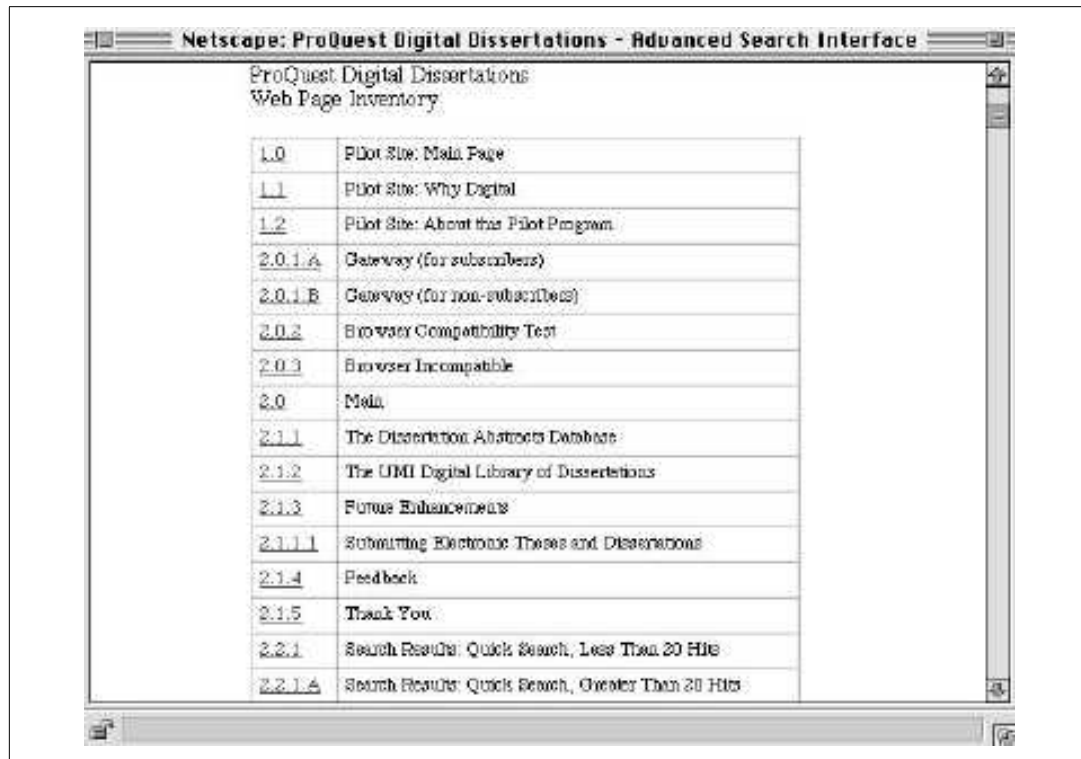 Netscape: ProQuest Digital Dissertations - Advanced Search Interface
ProQuest Digital Dissertations
Web Page Inventory
1.0 Pilot Site: Main Page
1.1 Pilot Site: Why Digital
1.2 Pilot Site: About this Pilot Program
2.0.1.A Gateway (for subscribers)
2.0.1.B Gateway (for non-subscribers)
2.0.2 Browser Compatibility Test
2.0.3 Browser Incompatible
2.0 Main
2.1.1 The Dissertation Abstracts Database
2.1.2 The UMI Digital Library of Dissertations
2.1.3 Future Enhancements
2.1.1.1 Submitting Electronic Theses and Dissertations
2.1.4 Feedback
2.1.5 Thank You
2.2.1 Search Results: Quick Search, Less Than 20 Hits
2.2.1.A Search Results: Quick Search, Greater Than 20 Hits